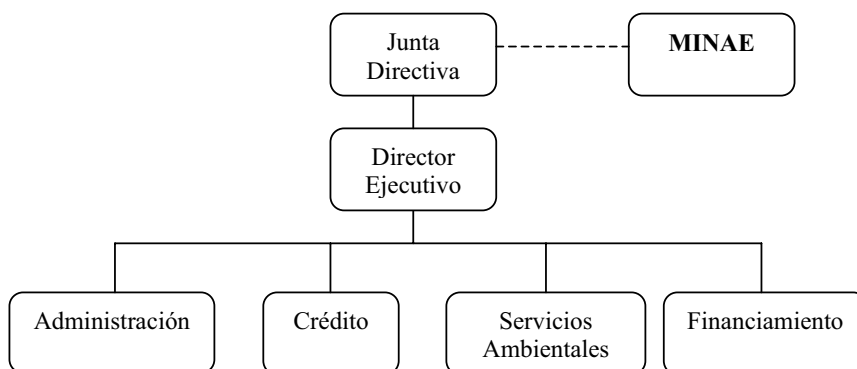 Junta
Directiva
MINAE
Director
Ejecutivo
Administración
Crédito
Servicios
Ambientales
Financiamiento